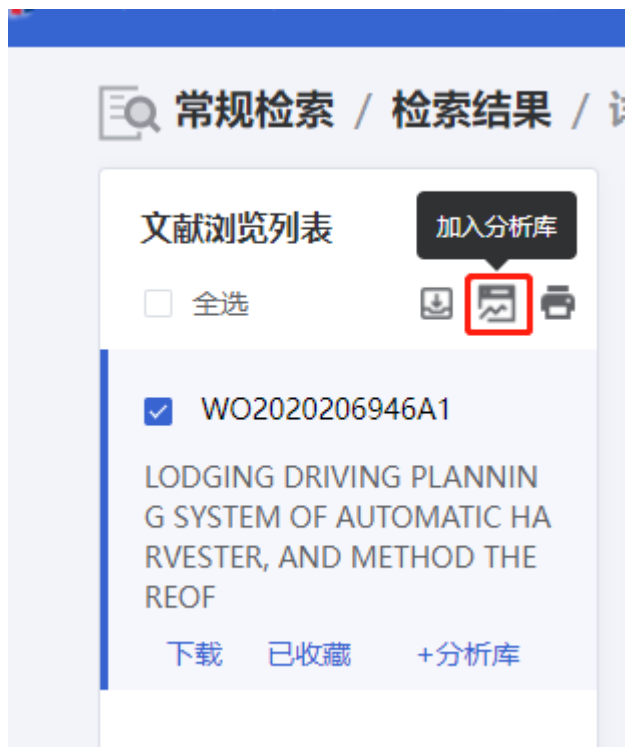 常规检索 / 检索结果 /
文献浏览列表
加入分析库
全选
WO2020206946A1
LODGING DRIVING PLANNIN
G SYSTEM OF AUTOMATIC HA
RVESTER, AND METHOD THE
REOF
下载 已收藏 +分析库